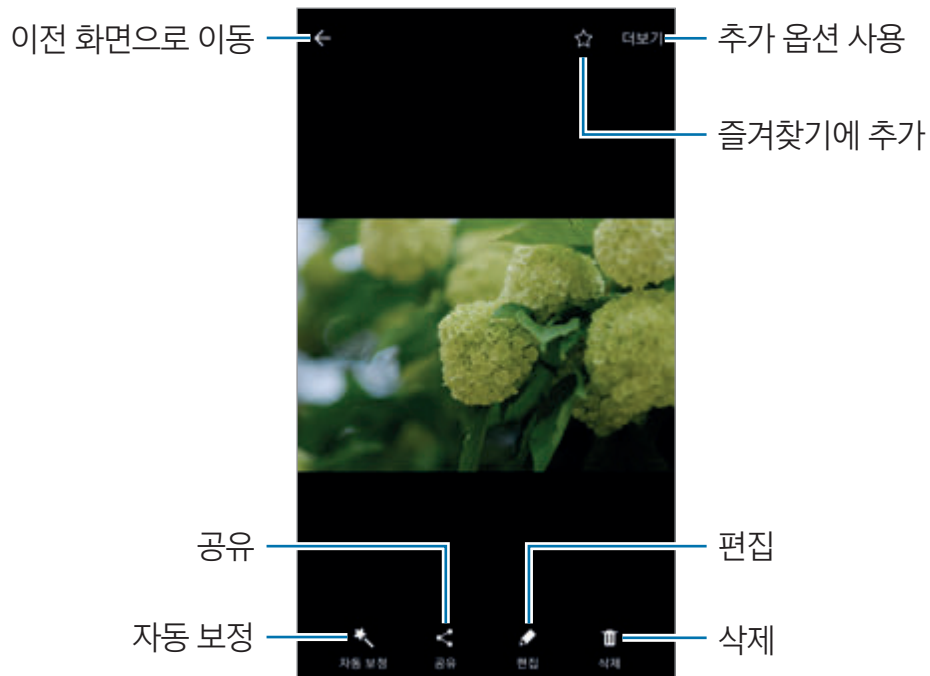 이전 화면으로 이동
더보기
추가 옵션 사용
즐겨찾기에 추가
공유
편집
자동 보정
삭제
자동 보정
공유
편집
삭제